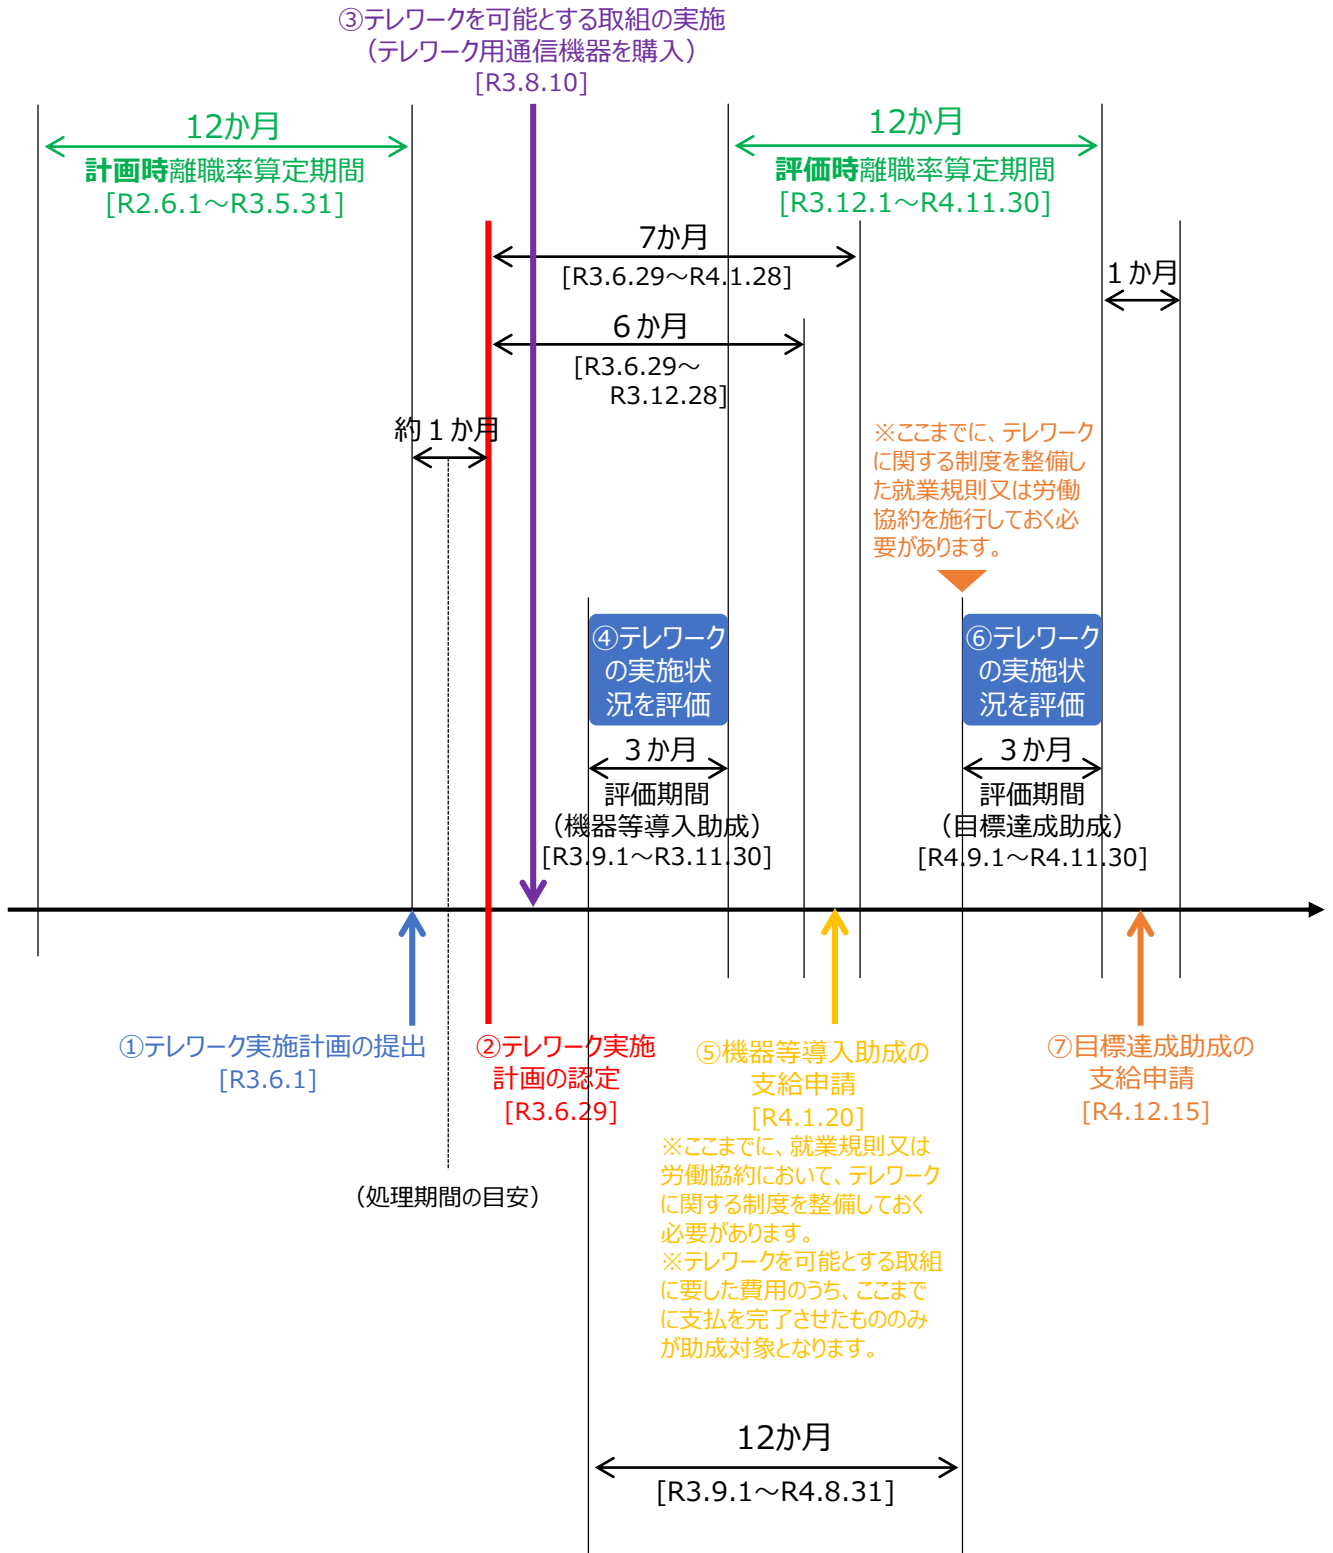 ③テレワークを可能とする取組の実施
（テレワーク用通信機器を購入）
[R3.8.10]
12か月
計画時離職率算定期間
[R2.6.1～R3.5.31]
12か月
評価時離職率算定期間
[R3.12.1～R4.11.30]
7か月
[R3.6.29～R4.1.28]
１か月
６か月
[R3.6.29～
R3.12.28]
約１か月
※ここまでに、テレワーク
に関する制度を整備し
た就業規則又は労働
協約を施行しておく必
要があります。
④テレワーク
の実施状
況を評価
３か月
評価期間
（機器等導入助成）
[R3.9.1～R3.11.30]
⑥テレワーク
の実施状
況を評価
３か月
評価期間
（目標達成助成）
[R4.9.1～R4.11.30]
①テレワーク実施計画の提出
[R3.6.1]
②テレワーク実施
計画の認定
[R3.6.29]
（処理期間の目安）
⑤機器等導入助成の
支給申請
[R4.1.20]
※ここまでに、就業規則又は
労働協約において、テレワーク
に関する制度を整備しておく
必要があります。
※テレワークを可能とする取組
に要した費用のうち、ここまで
に支払を完了させたもののみ
が助成対象となります。
⑦目標達成助成の
支給申請
[R4.12.15]
12か月
[R3.9.1～R4.8.31]